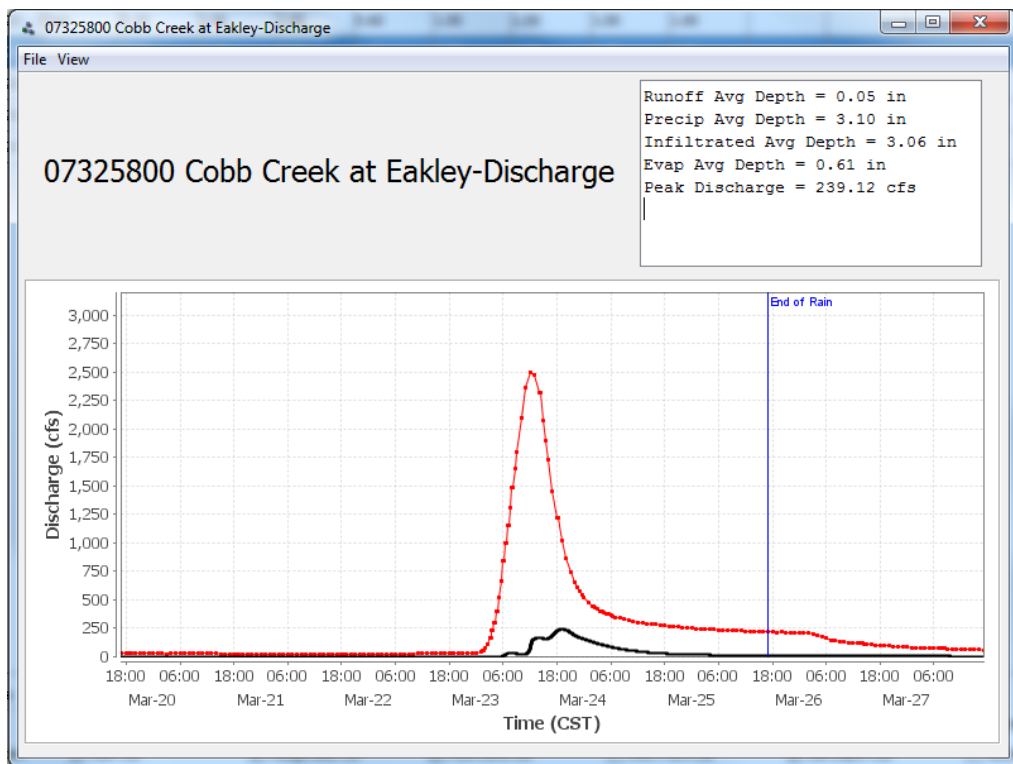 07325800 Cobb Creek at Eakley-Discharge
File View
07325800 Cobb Creek at Eakley-Discharge
Runoff Avg Depth = 0.05 in
Precip Avg Depth = 3.10 in
Infiltrated Avg Depth = 3.06 in
Evap Avg Depth = 0.61 in
Peak Discharge = 239.12 cfs
End of Rain
3,000
2,750
2,500
2,250
2,000
1,750
1,500
1,250
1,000
750
500
250
0
Discharge (cfs)
18:00 06:00 18:00 06:00 18:00 06:00 18:00 06:00 18:00 06:00 18:00 06:00 18:00 06:00 18:00 06:00
Mar-20 Mar-21 Mar-22 Mar-23 Mar-24 Mar-25 Mar-26 Mar-27
Time (CST)